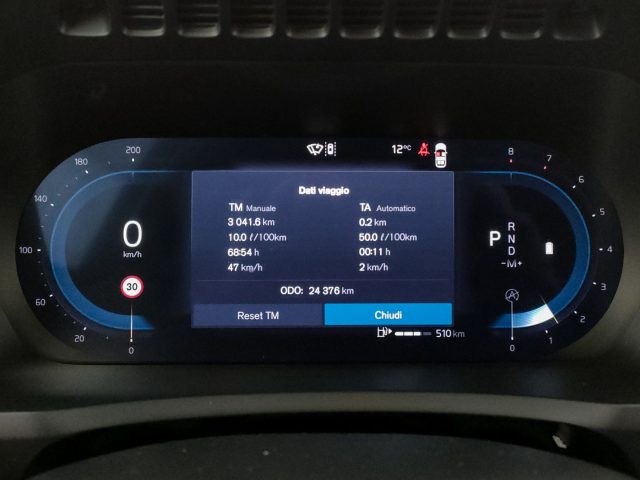 200
180
140
100
60
20
0
0
km/h
30
12°C
Dati viaggio
TM Manuale TA Automatico
3 041.6 km 0.2 km
10.0 ℓ/100km 50.0 ℓ/100km
68:54 h 00:11 h
47 km/h 2 km/h
ODO: 24 376 km
Reset TM Chiudi
510 km
P
R
N
D
-M+
A
8
7
6
5
4
3
2
1
0